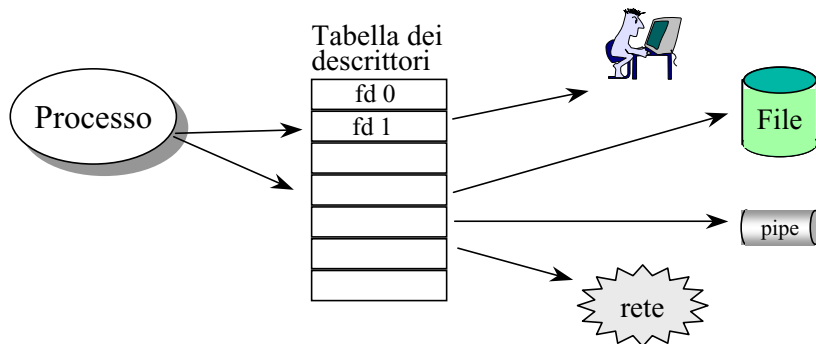 Tabella dei
descrittori
fd 0
Processo
fd 1
File
pipe
rete